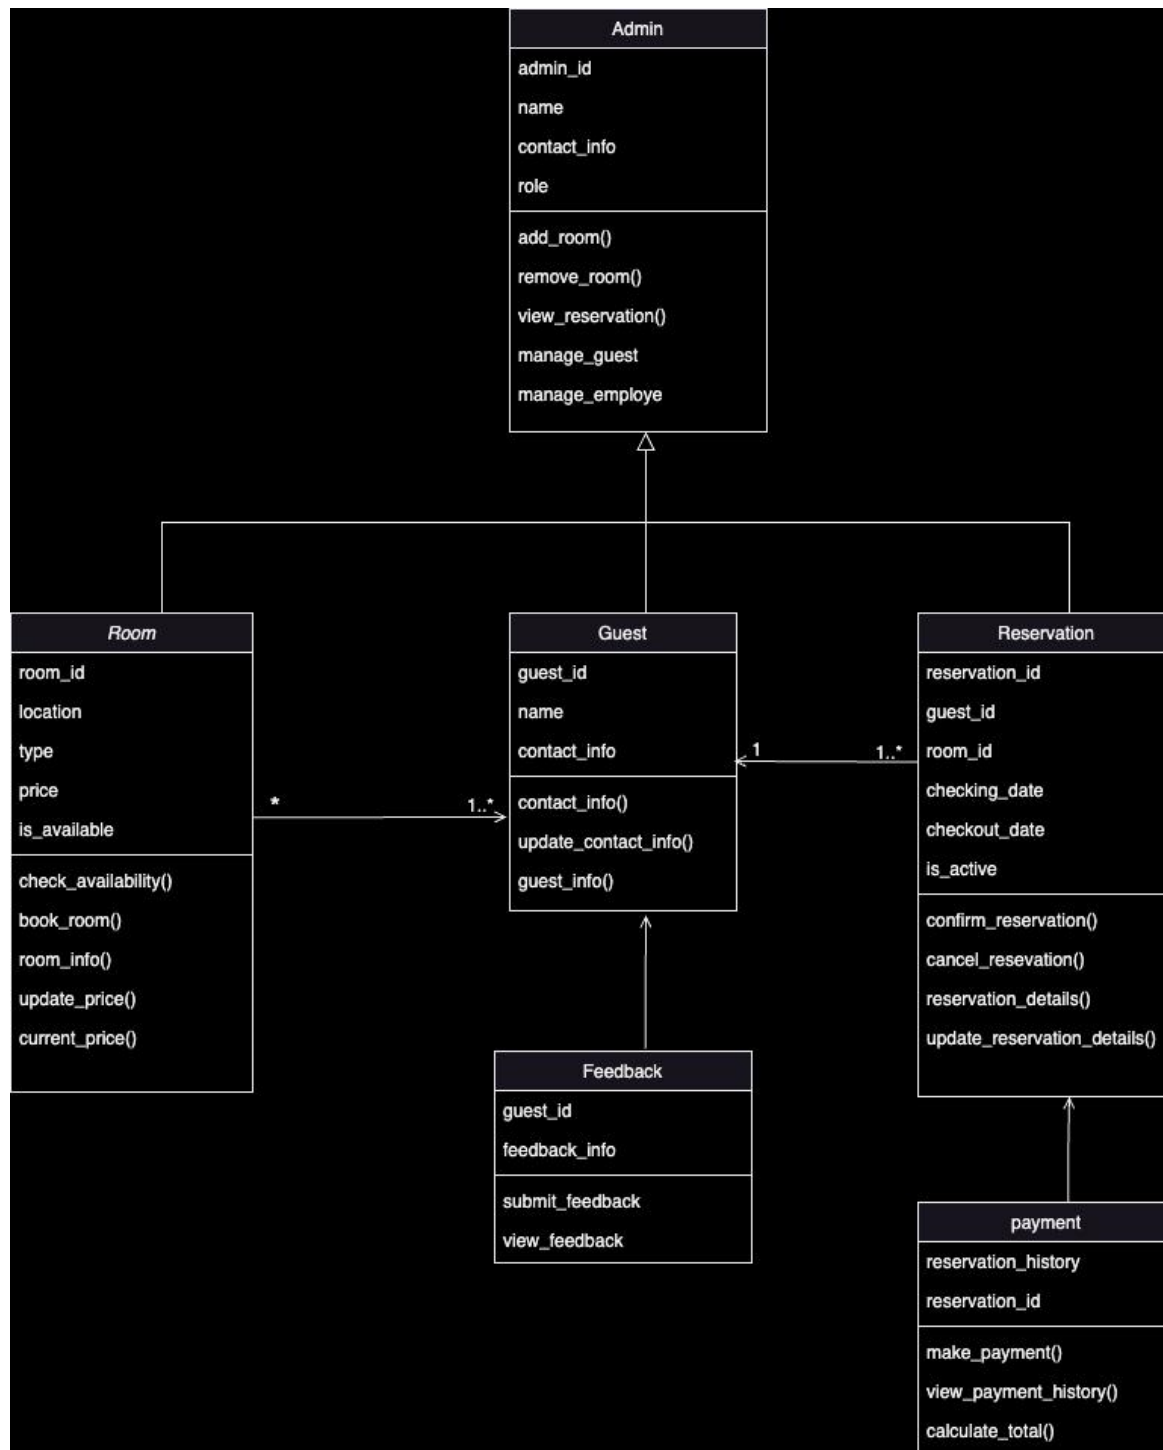 Admin
admin_id
name
contact_info
role
add_room()
remove_room()
view_reservation()
manage_guest
manage_employe
Room
room_id
location
type
price
is_available
check_availability()
book_room()
room_info()
update_price()
current_price()
*
1..*
Guest
guest_id
name
contact_info
contact_info()
update_contact_info()
guest_info()
1
1..*
Reservation
reservation_id
guest_id
room_id
checking_date
checkout_date
is_active
confirm_reservation()
cancel_resevation()
reservation_details()
update_reservation_details()
Feedback
guest_id
feedback_info
submit_feedback
view_feedback
payment
reservation_history
reservation_id
make_payment()
view_payment_history()
calculate_total()